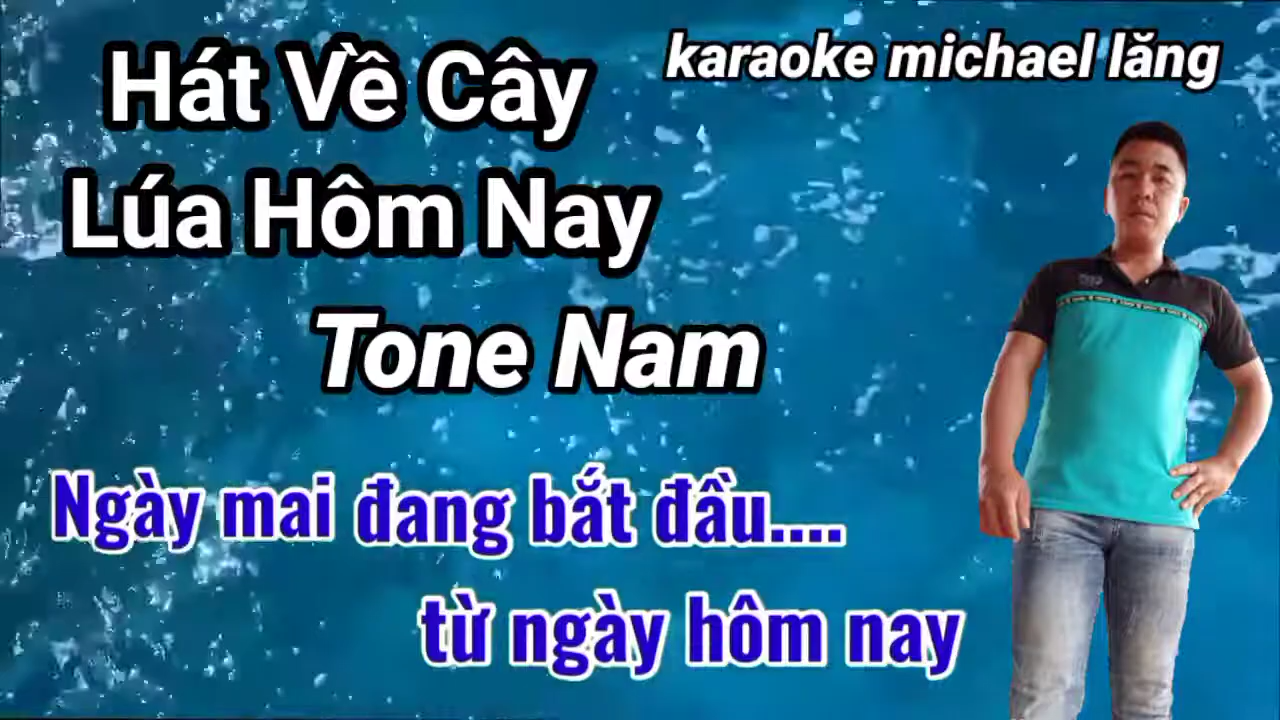 Hát Về Cây
Lúa Hôm Nay
karaoke michael lăng
Tone Nam
Ngày mai đang bắt đầu....
từ ngày hôm nay